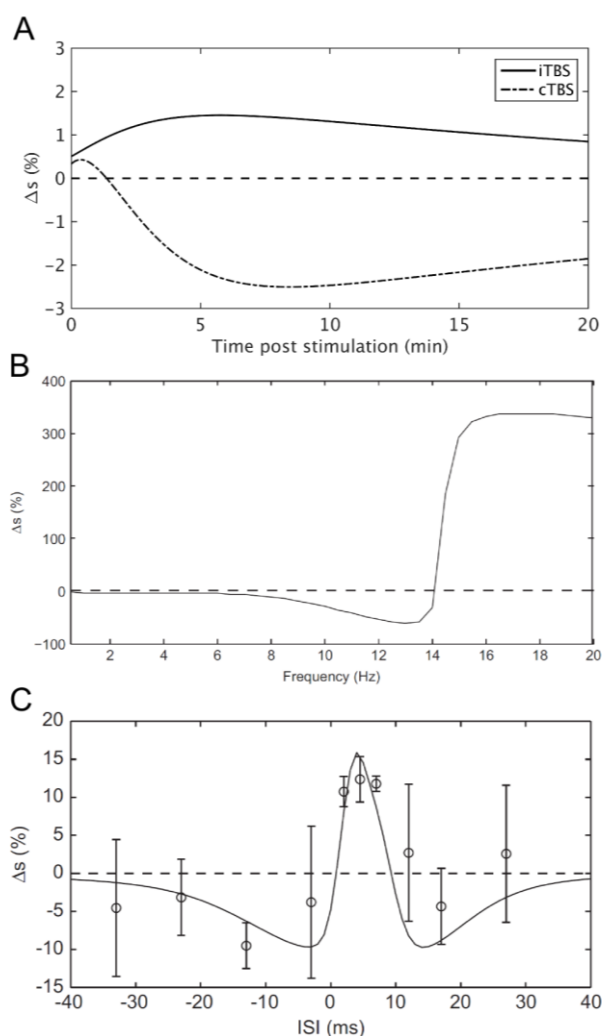 A
3
2
1
0
-1
-2
-3
Δs (%)
iTBS
cTBS
0 5 10 15 20
Time post stimulation (min)
B
400
300
200
100
0
−100
Δs (%)
2 4 6 8 10 12 14 16 18 20
Frequency (Hz)
C
20
15
10
5
0
-5
-10
-15
Δs (%)
-40 -30 -20 -10 0 10 20 30 40
ISI (ms)